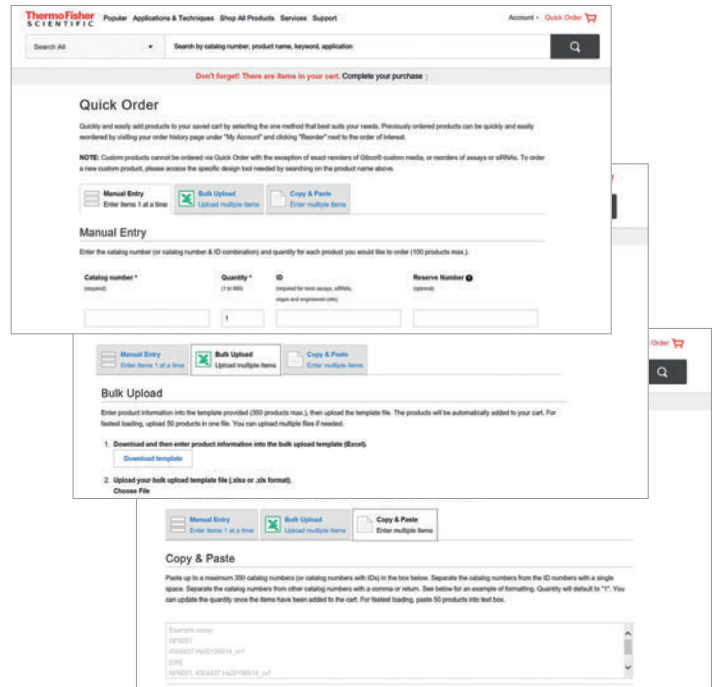 ThermoFisher
SCIENTIFIC
Popular Applications & Techniques Shop All Products Services Support
Account Quick Order
Search All
Search by catalog number, product name, keyword, application
Don't forget! There are items in your cart. Complete your purchase
Quick Order
Quickly and easily add products to your saved cart by selecting the one method that best suits your needs. Previously ordered products can be quickly and easily
reordered by visiting your order history page under "My Account" and clicking "Reorder" next to the order of interest.
NOTE: Custom products cannot be ordered via Quick Order with the exception of exact reorders of Gibco® custom media, or reorders of assays or siRNAs. To order
a new custom product, please access the specific design tool needed by searching on the product name above.
Manual Entry
Enter items 1 at a time
Bulk Upload
Upload multiple items
Copy & Paste
Enter multiple items
Manual Entry
Enter the catalog number (or catalog number & ID combination) and quantity for each product you would like to order (100 products max.).
Catalog number *
(required)
Quantity *
(1 to 999)
ID
(required for most assays, siRNAs,
oligos and engineered cells)
Reserve Number
(optional)
1
Order
Manual Entry
Enter items 1 at a time
Bulk Upload
Upload multiple items
Copy & Paste
Enter multiple items
Bulk Upload
Enter product information into the template provided (350 products max.), then upload the template file. The products will be automatically added to your cart. For
fastest loading, upload 50 products in one file. You can upload multiple files if needed.
1. Download and then enter product information into the bulk upload template (Excel).
Download template
2. Upload your bulk upload template file (.xlsx or .xls format).
Choose File
Manual Entry
Enter items 1 at a time
Bulk Upload
Upload multiple items
Copy & Paste
Enter multiple items
Copy & Paste
Paste up to a maximum 350 catalog numbers (or catalog numbers with IDs) in the box below. Separate the catalog numbers from the ID numbers with a single
space. Separate the catalog numbers from other catalog numbers with a comma or return. See below for an example of formatting. Quantity will default to "1". You
can update the quantity once the items have been added to the cart. For fastest loading, paste 50 products into text box.
Example assay:
NP0001
[OR]